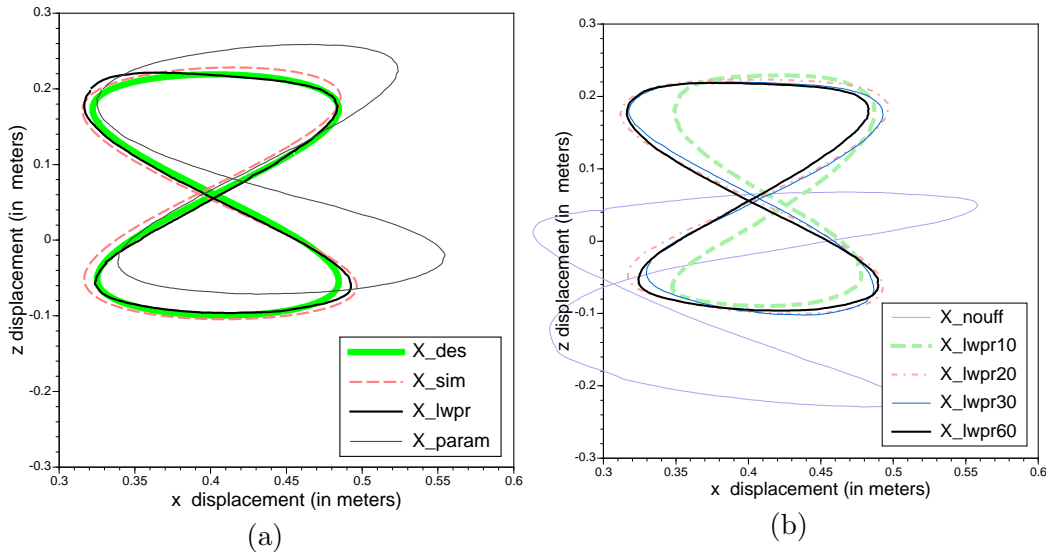 0.3
0.2
0.1
0
-0.1
-0.2
-0.3
z displacement (in meters)
0.3
0.35
0.4
0.45
0.5
0.55
0.6
x displacement (in meters)
X_des
X_sim
X_lwpr
X_param
(a)
0.3
0.2
0.1
0
-0.1
-0.2
-0.3
z displacement (in meters)
0.3
0.35
0.4
0.45
0.5
0.55
0.6
x displacement (in meters)
X_nouff
X_lwpr10
X_lwpr20
X_lwpr30
X_lwpr60
(b)